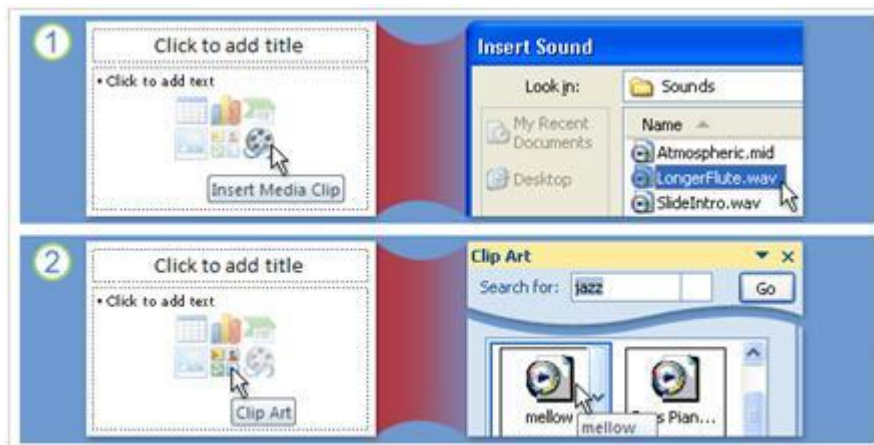 1
Click to add title
• Click to add text
Insert Media Clip
Insert Sound
Look in:
Sounds
My Recent
Documents
Desktop
Name
Atmospheric.mid
LongerFlute.wav
SlideIntro.wav
2
Click to add title
• Click to add text
Clip Art
Clip Art
Search for:
jazz
Go
mellow
s Pian...
mellow